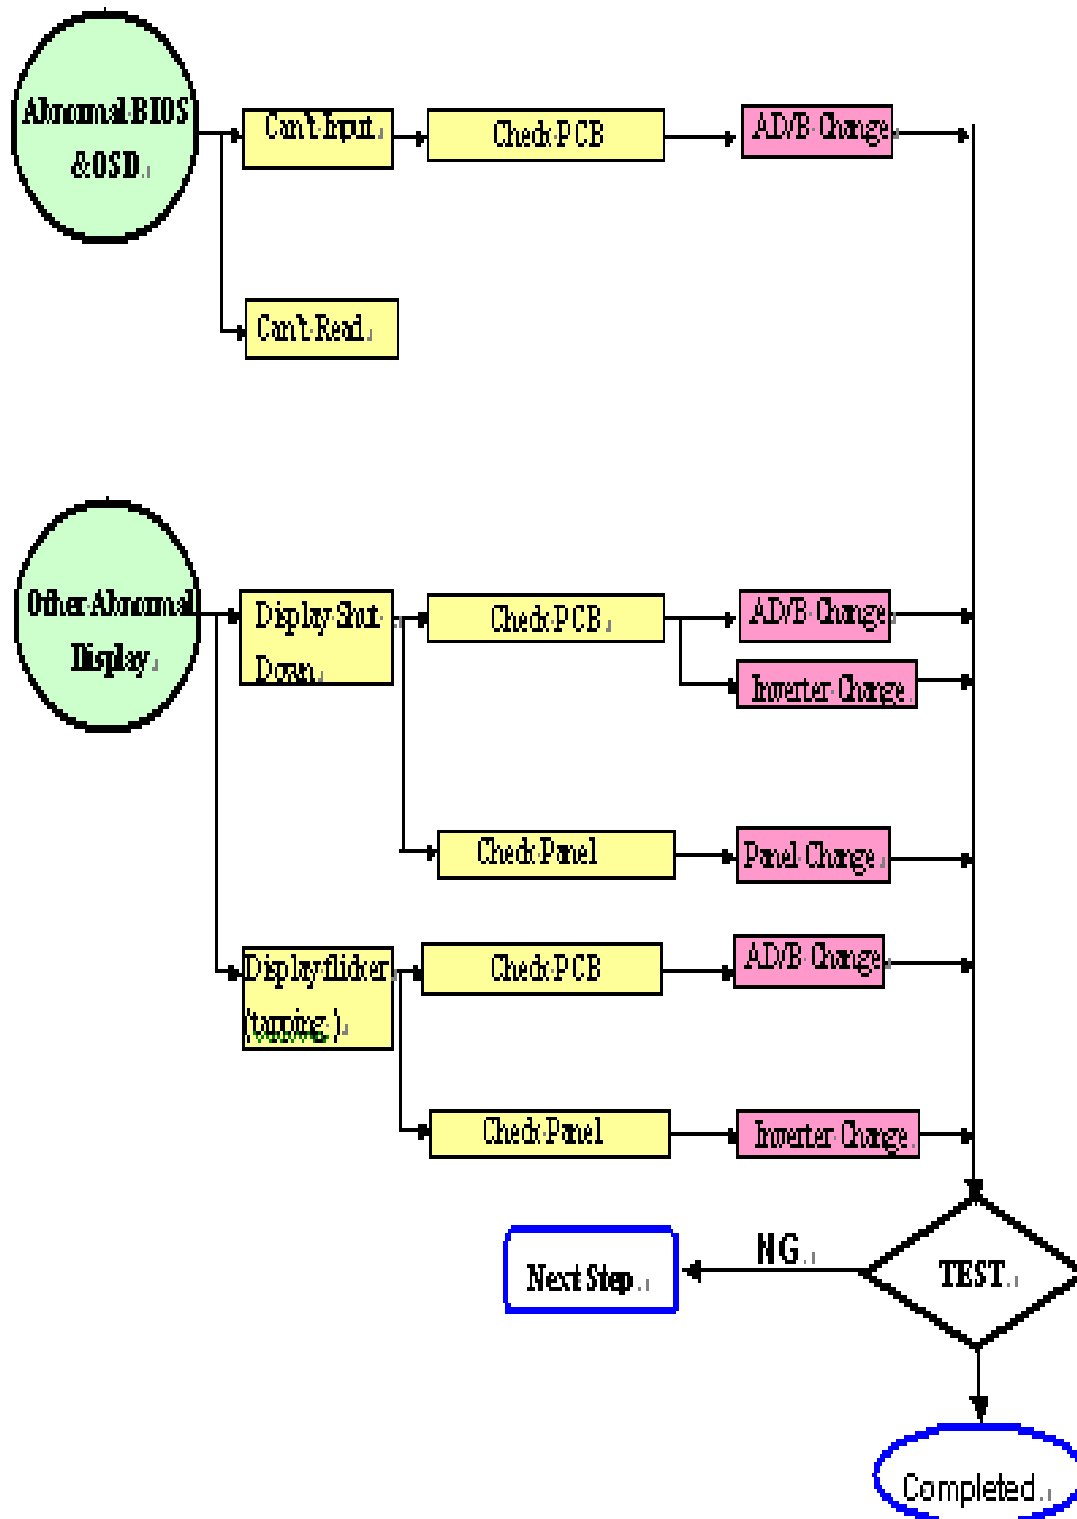 Abnormal BIOS
&OSD
Can't Input
Check PCB
AD/B Change
Can't Read
Other Abnormal
Display
Display Shut
Down
Check PCB
AD/B Change
Inverter Change
Check Panel
Panel Change
Display flicker
(tapping )
Check PCB
AD/B Change
Check Panel
Inverter Change
NG
Next Step
TEST
Completed